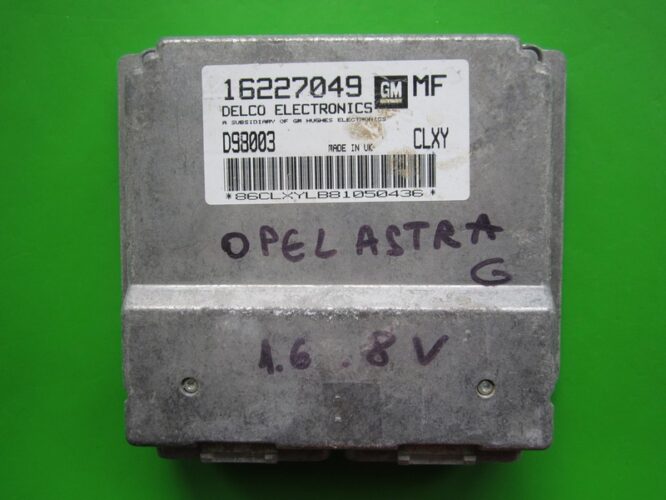 16227049 GM MF
DELCO ELECTRONICS
A SUBSIDIARY OF GM HUGHES ELECTRONICS
D98003 MADE IN UK CLXY
*86CLXYLB81050436*
OPEL ASTRA
G
1.6 .8V